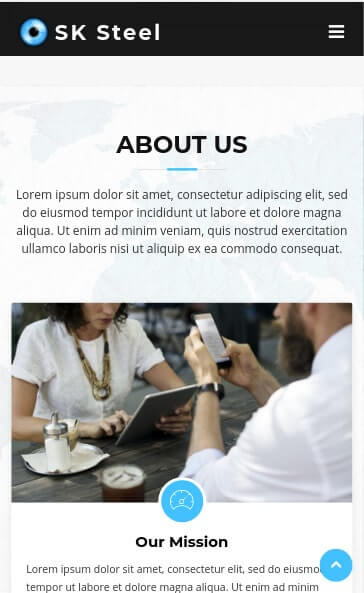 SK Steel
ABOUT US
Lorem ipsum dolor sit amet, consectetur adipiscing elit, sed
do eiusmod tempor incididunt ut labore et dolore magna
aliqua. Ut enim ad minim veniam, quis nostrud exercitation
ullamco laboris nisi ut aliquip ex ea commodo consequat.
Our Mission
Lorem ipsum dolor sit amet, consectetur elit, sed do eiusmod
tempor ut labore et dolore magna aliqua. Ut enim ad minim